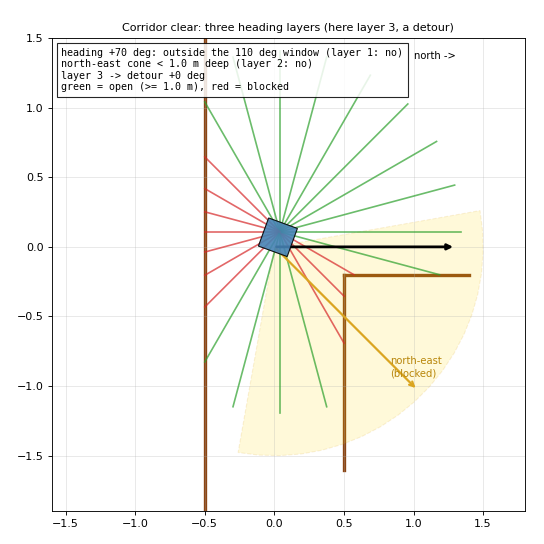 Corridor clear: three heading layers (here layer 3, a detour)
heading +70 deg: outside the 110 deg window (layer 1: no)
north-east cone < 1.0 m deep (layer 2: no)
layer 3 -> detour +0 deg
green = open (>= 1.0 m), red = blocked
north ->
north-east
(blocked)
1.5
1.0
0.5
0.0
−0.5
−1.0
−1.5
−1.5
−1.0
−0.5
0.0
0.5
1.0
1.5